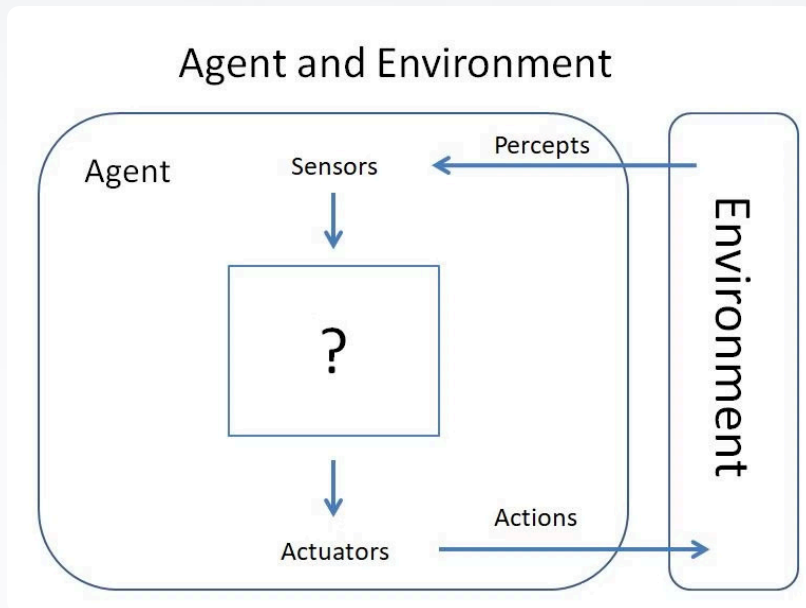 Agent and Environment
Agent
Sensors
Percepts
Environment
?
Actions
Actuators